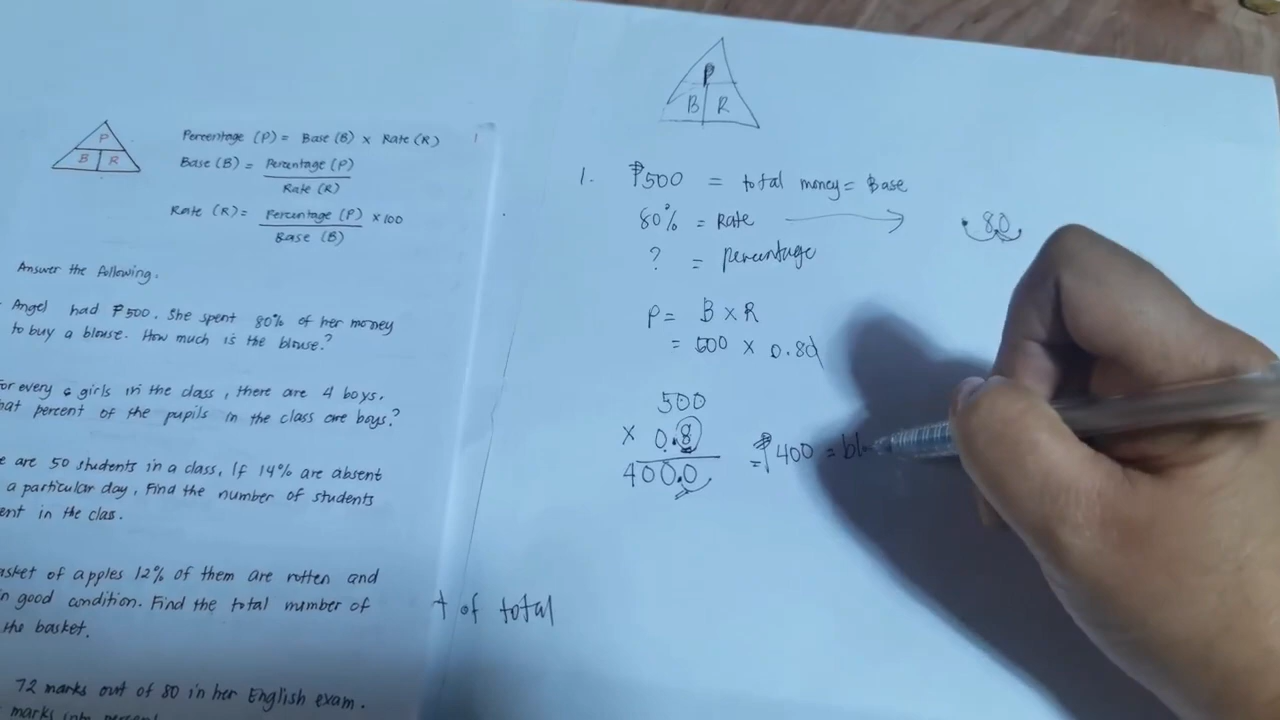 P
B R
Percentage (P) = Base (B) x Rate (R)
Base (B) = Percentage (P)
Rate (R)
Rate (R) = Percentage (P) x 100
Base (B)
Answer the following.
Angel had ₱500. She spent 80% of her money
to buy a blouse. How much is the blouse?
For every 6 girls in the class, there are 4 boys.
hat percent of the pupils in the class are boys?
e are 50 students in a class. If 14% are absent
a particular day, Find the number of students
ent in the class.
asket of apples 12% of them are rotten and
in good condition. Find the total number of
the basket.
72 marks out of 80 in her English exam.
marks into percent
t of total
P
B R
1. ₱500 = total money = Base
80% = Rate 80
? = percentage
P = B x R
= 500 x 0.80
500
x 0.8
4000 = ₱400 =